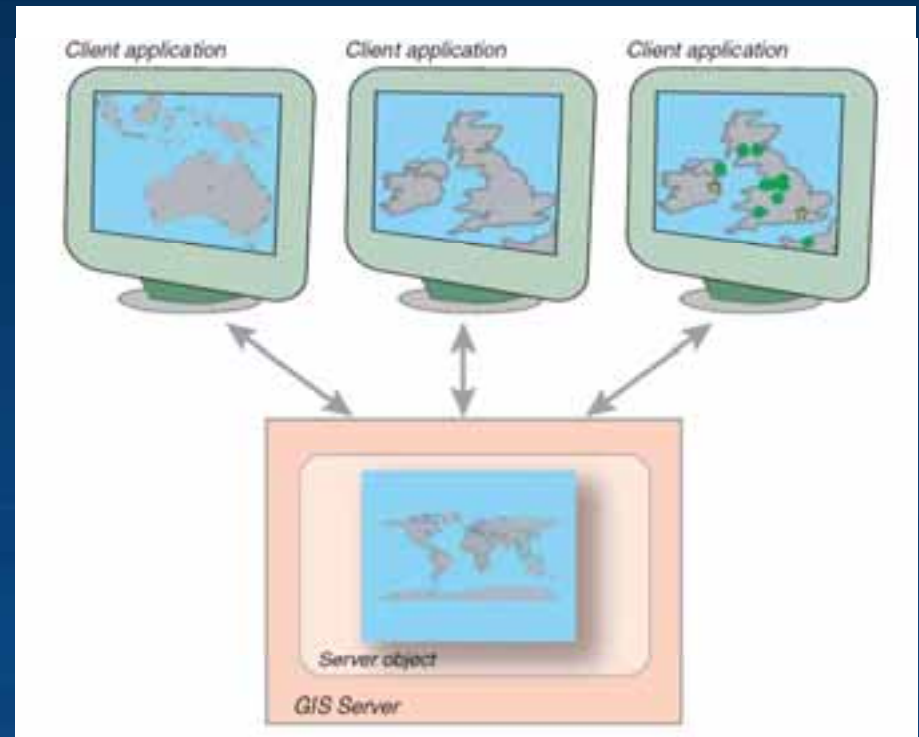 Client application
Client application
Client application
Server object
GIS Server